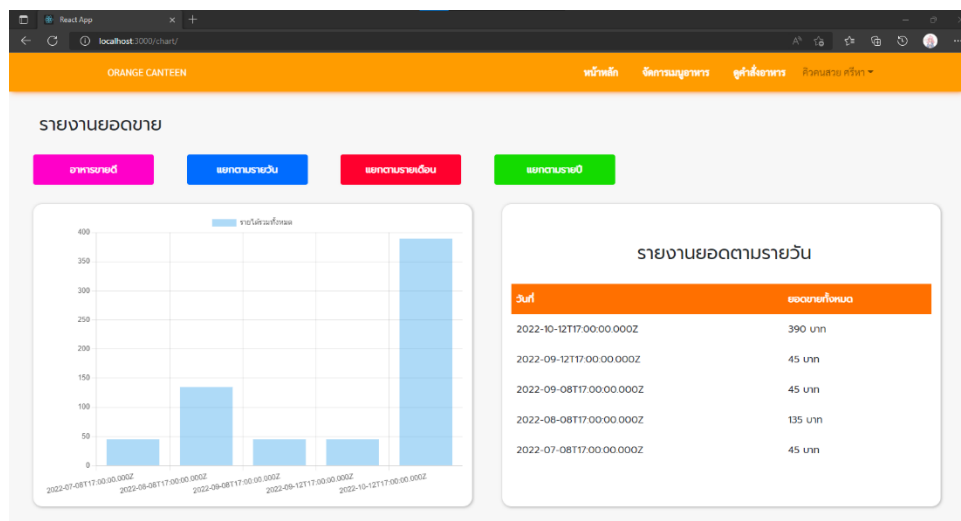 React App
localhost:3000/chart/
ORANGE CANTEEN หน้าหลัก จัดการเมนูอาหาร ดูคำสั่งอาหาร คิวคนสวย ศรีหา
รายงานยอดขาย
อาหารขายดี แยกตามรายวัน แยกตามรายเดือน แยกตามรายปี
รายได้รวมทั้งหมด
400
350
300
250
200
150
100
50
0
2022-07-08T17:00:00.000Z 2022-08-08T17:00:00.000Z 2022-09-08T17:00:00.000Z 2022-09-12T17:00:00.000Z 2022-10-12T17:00:00.000Z
รายงานยอดตามรายวัน
วันที่ ยอดขายทั้งหมด
2022-10-12T17:00:00.000Z 390 บาท
2022-09-12T17:00:00.000Z 45 บาท
2022-09-08T17:00:00.000Z 45 บาท
2022-08-08T17:00:00.000Z 135 บาท
2022-07-08T17:00:00.000Z 45 บาท